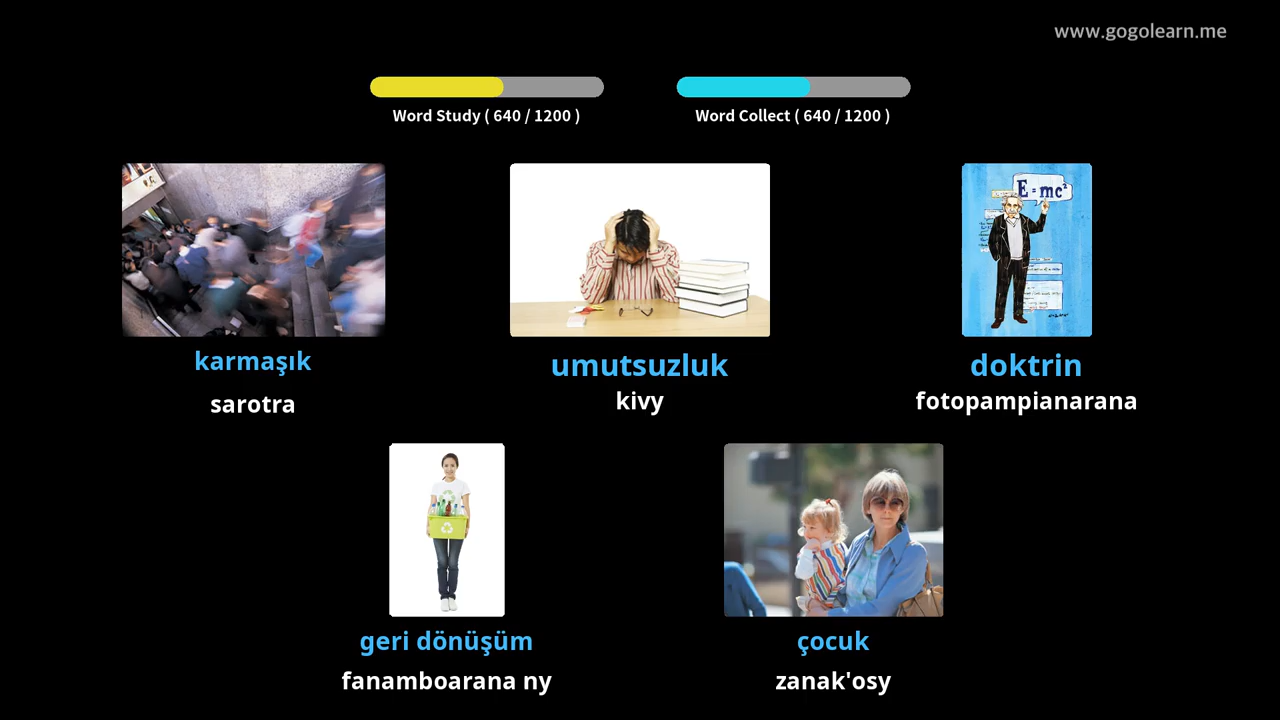 www.gogolearn.me
Word Study ( 640 / 1200 )
Word Collect ( 640 / 1200 )
E=mc²
karmaşık
umutsuzluk
doktrin
sarotra
kivy
fotopampianarana
geri dönüşüm
çocuk
fanamboarana ny
zanak'osy